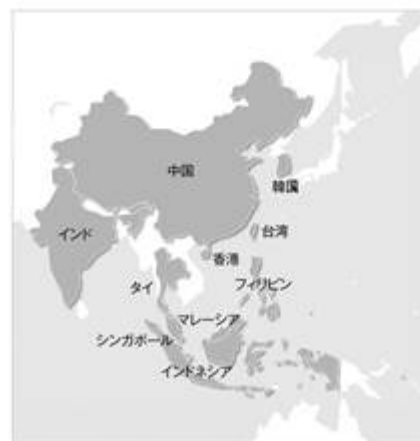 中国
韓国
インド
台湾
香港
タイ
フィリピン
マレーシア
シンガポール
インドネシア